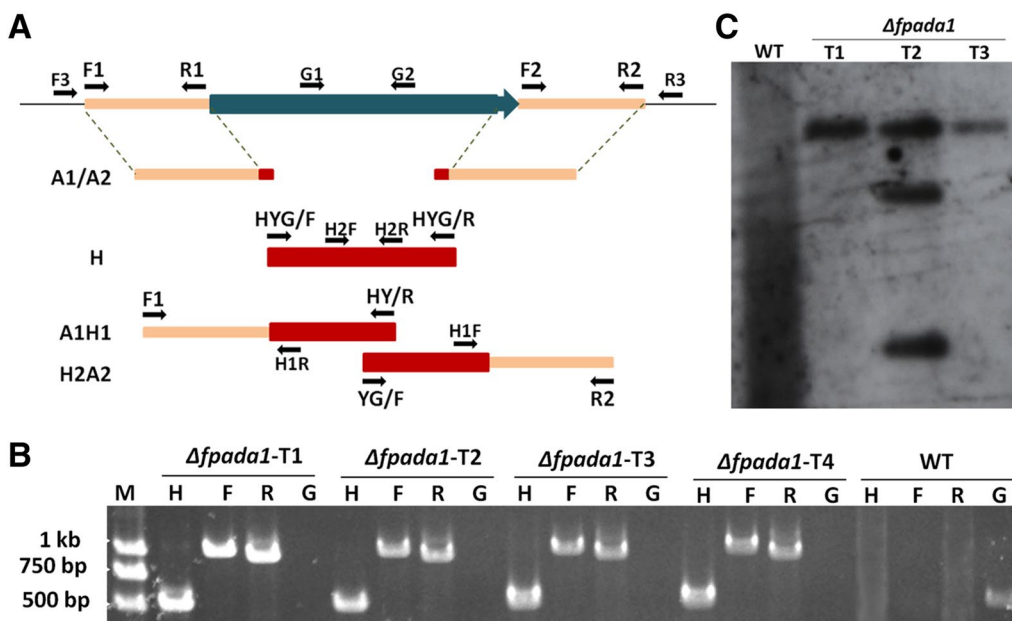 A
F3 F1 R1 G1 G2 F2 R2 R3
A1/A2
HYG/F H2F H2R HYG/R
H
F1 HY/R
A1H1
H1R H1F
H2A2
YG/F R2
C
Δfpada1
WT T1 T2 T3
B
Δfpada1-T1 Δfpada1-T2 Δfpada1-T3 Δfpada1-T4 WT
M H F R G H F R G H F R G H F R G H F R G
1 kb
750 bp
500 bp